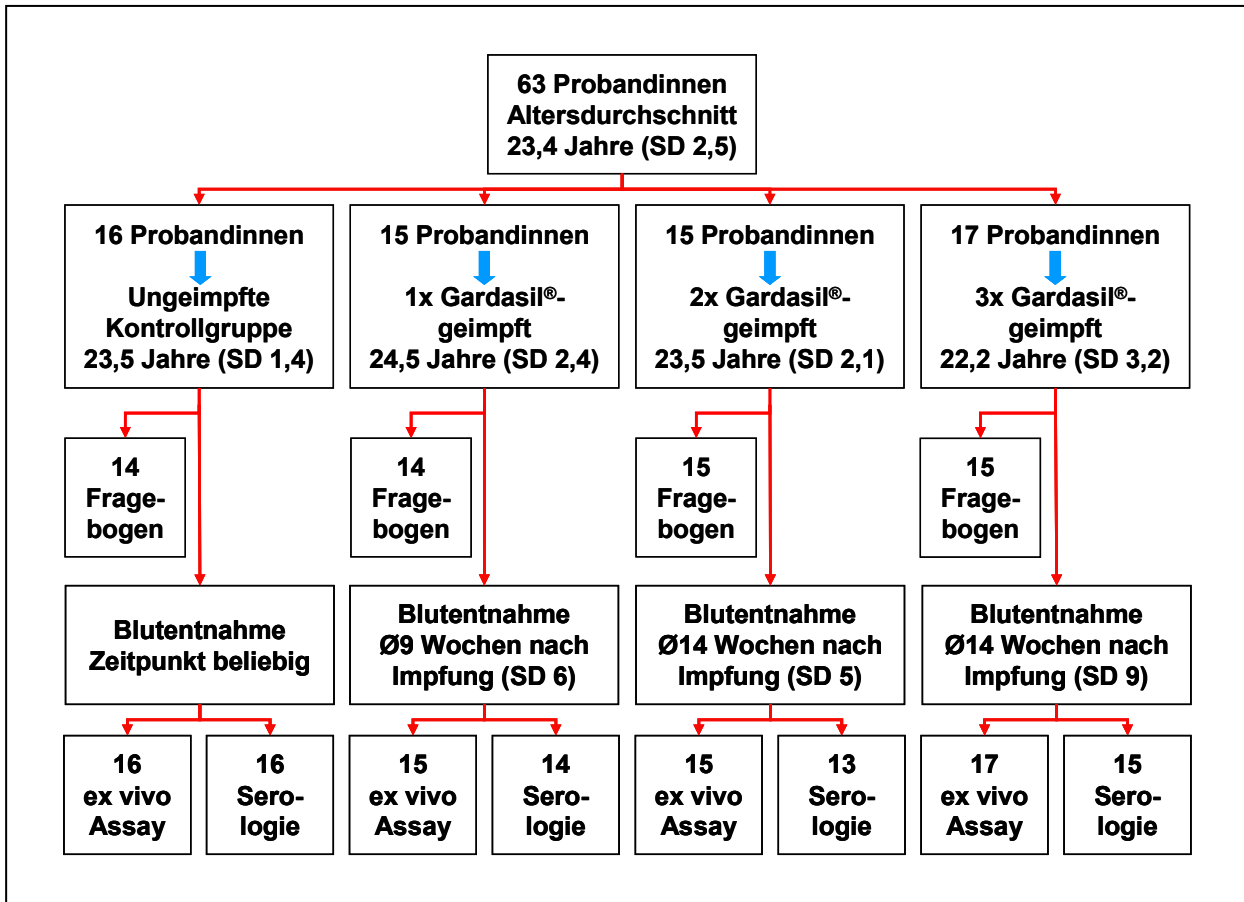 63 Probandinnen
Altersdurchschnitt
23,4 Jahre (SD 2,5)
16 Probandinnen
Ungeimpfte
Kontrollgruppe
23,5 Jahre (SD 1,4)
15 Probandinnen
1x Gardasil®-
geimpft
24,5 Jahre (SD 2,4)
15 Probandinnen
2x Gardasil®-
geimpft
23,5 Jahre (SD 2,1)
17 Probandinnen
3x Gardasil®-
geimpft
22,2 Jahre (SD 3,2)
14
Frage-
bogen
14
Frage-
bogen
15
Frage-
bogen
15
Frage-
bogen
Blutentnahme
Zeitpunkt beliebig
Blutentnahme
Ø9 Wochen nach
Impfung (SD 6)
Blutentnahme
Ø14 Wochen nach
Impfung (SD 5)
Blutentnahme
Ø14 Wochen nach
Impfung (SD 9)
16
ex vivo
Assay
16
Sero-
logie
15
ex vivo
Assay
14
Sero-
logie
15
ex vivo
Assay
13
Sero-
logie
17
ex vivo
Assay
15
Sero-
logie